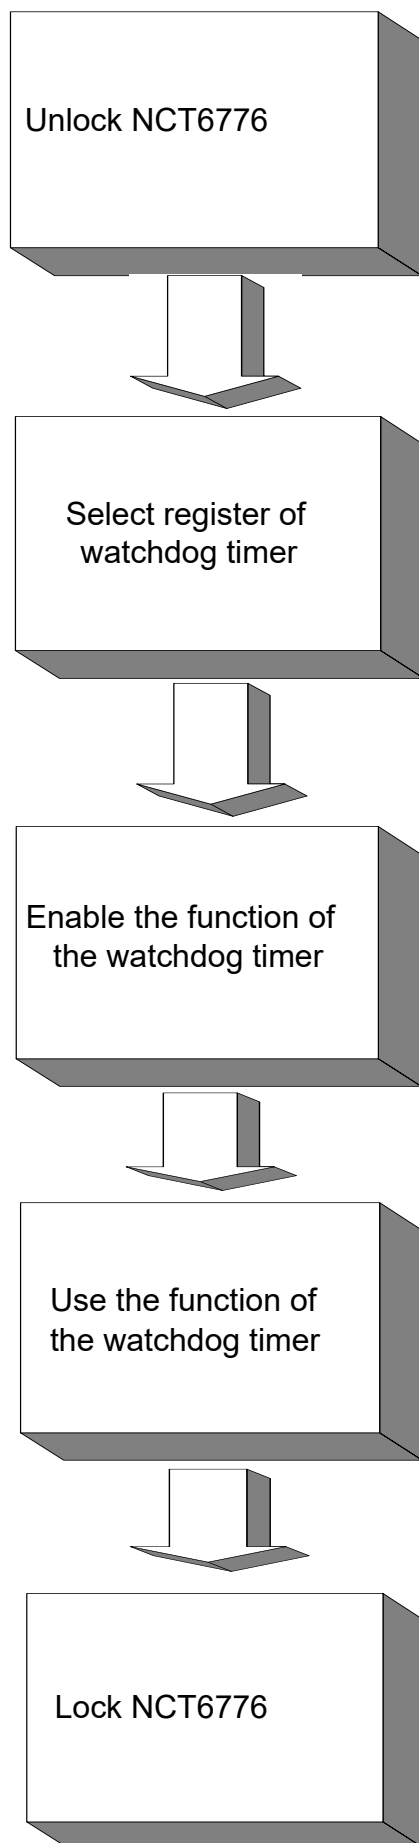 Unlock NCT6776
Select register of
watchdog timer
Enable the function of
the watchdog timer
Use the function of
the watchdog timer
Lock NCT6776